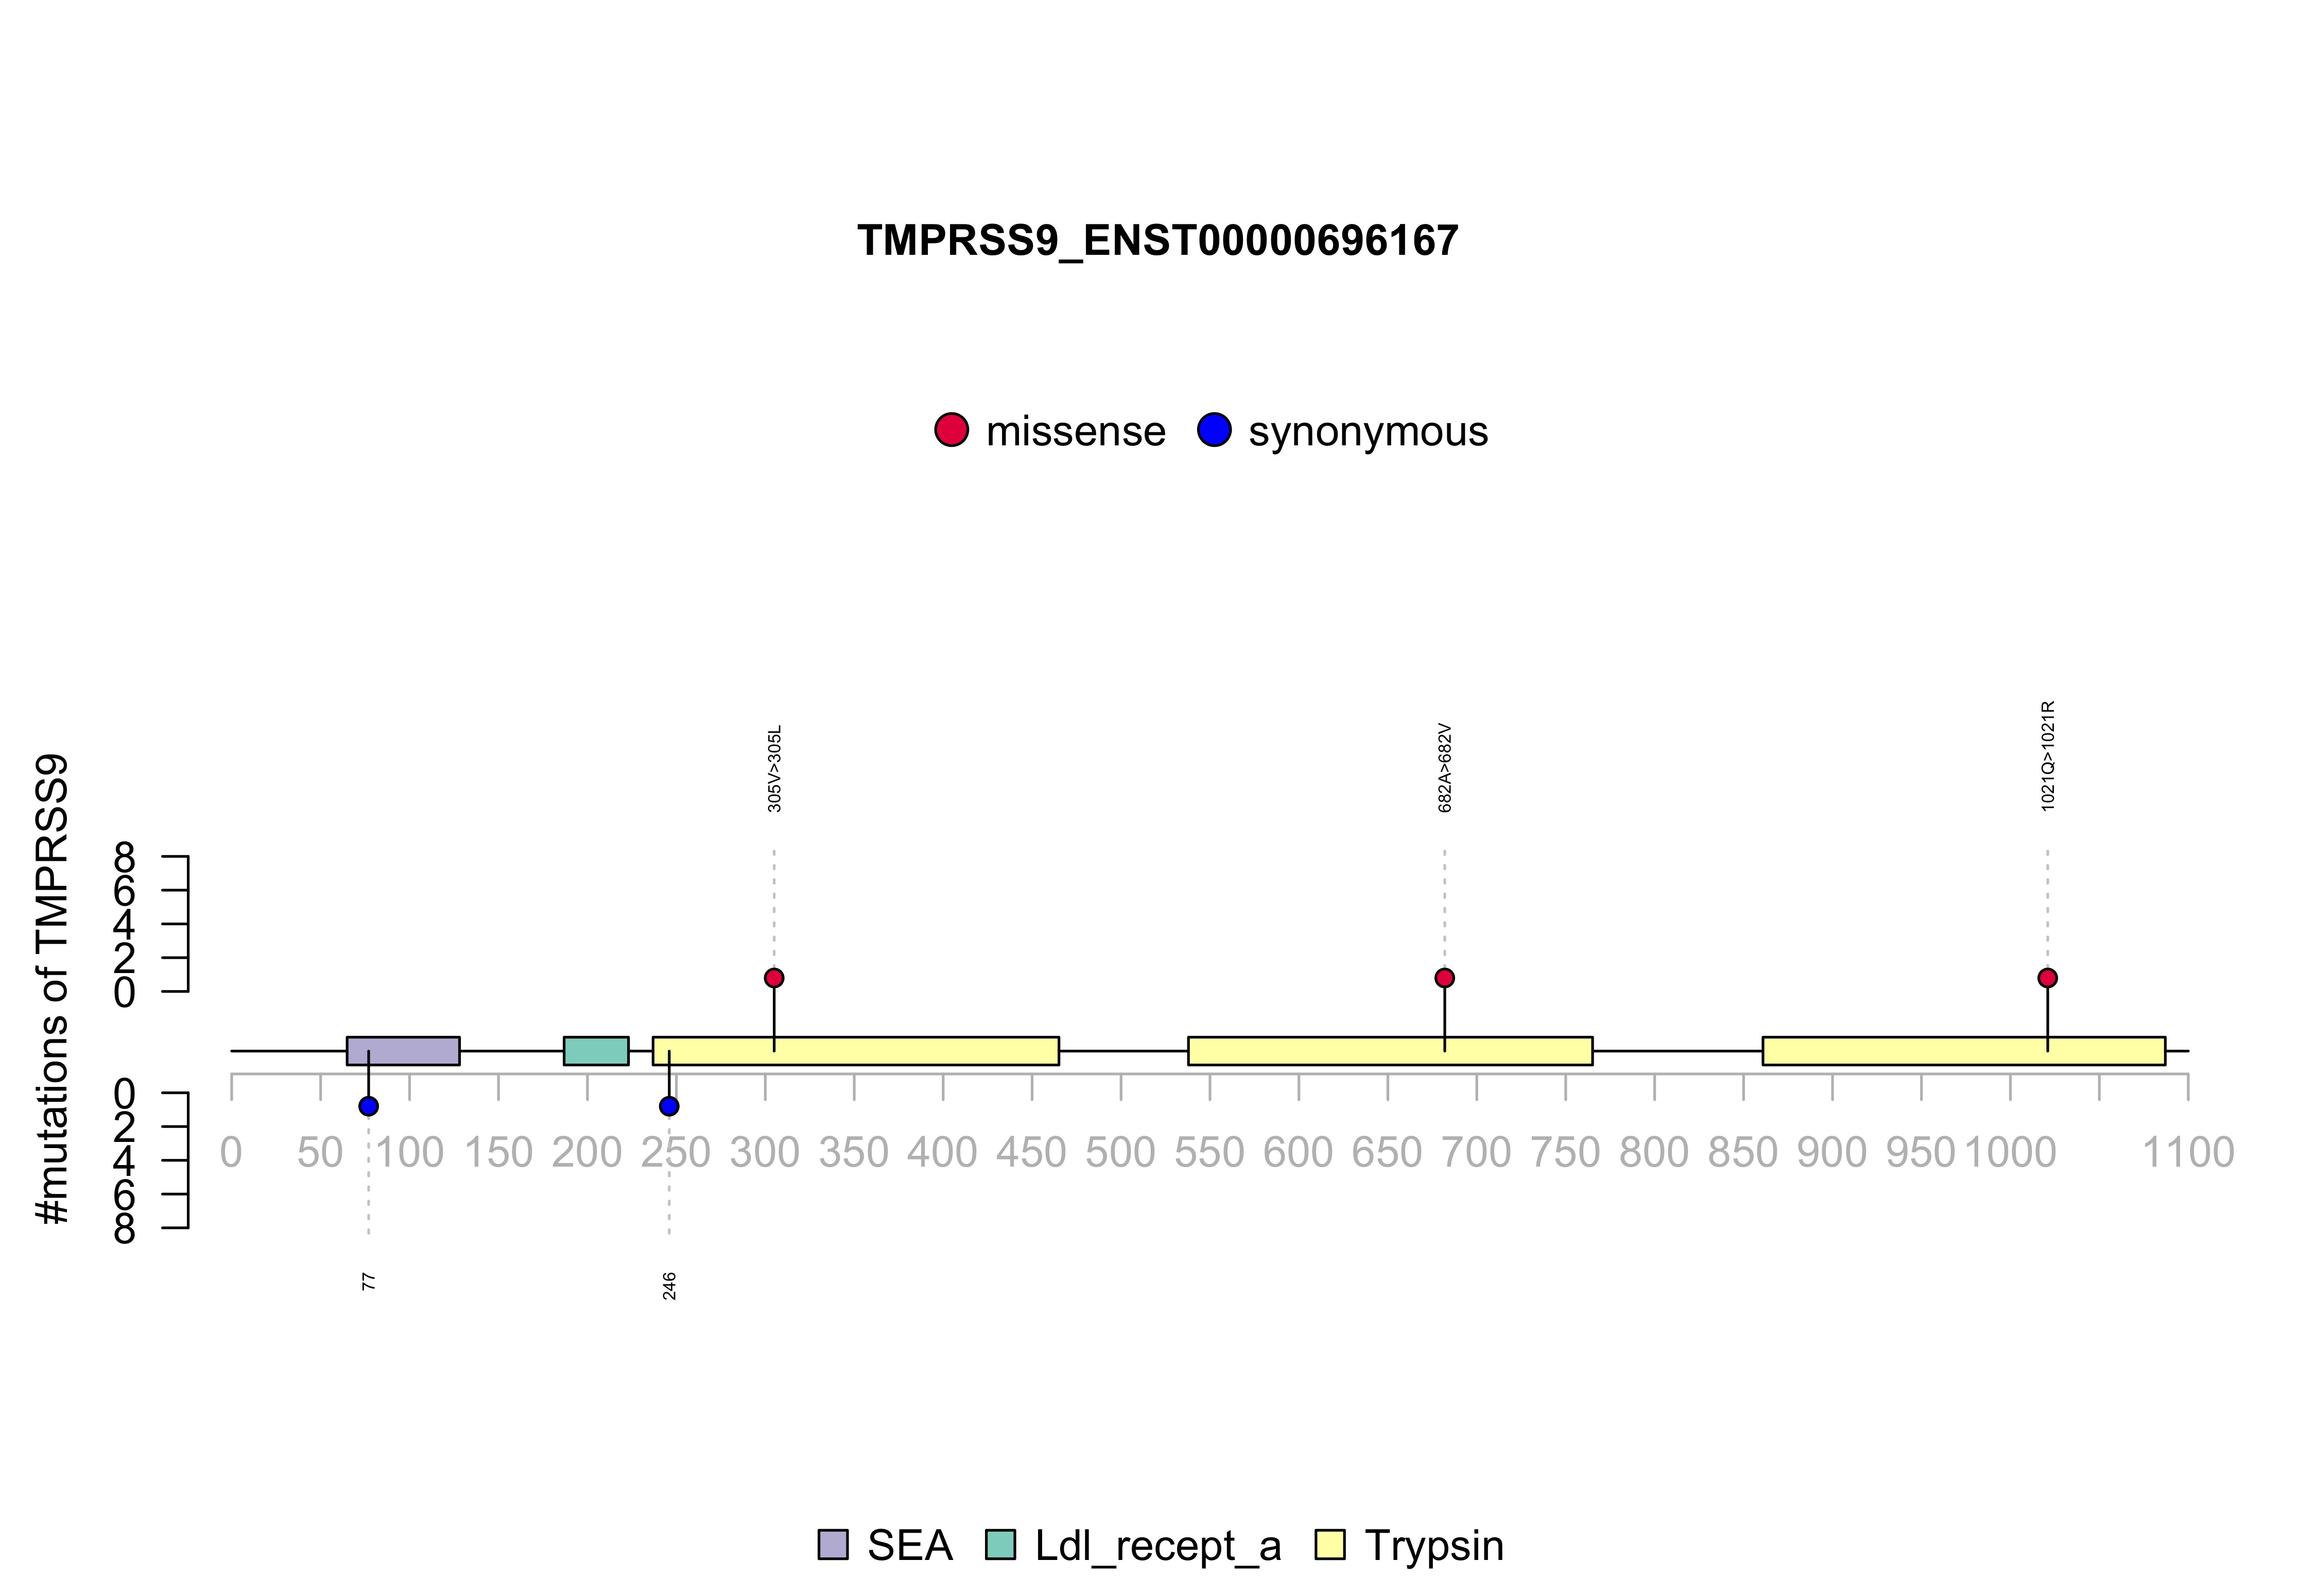 TMPRSS9_ENST00000696167
missense synonymous
305V>305L 682A>682V 1021Q>1021R
#mutations of TMPRSS9
8
6
4
2
0
0
2
4
6
8
0 50 100 150 200 250 300 350 400 450 500 550 600 650 700 750 800 850 900 950 1000 1100
77 246
SEA Ldl_recept_a Trypsin